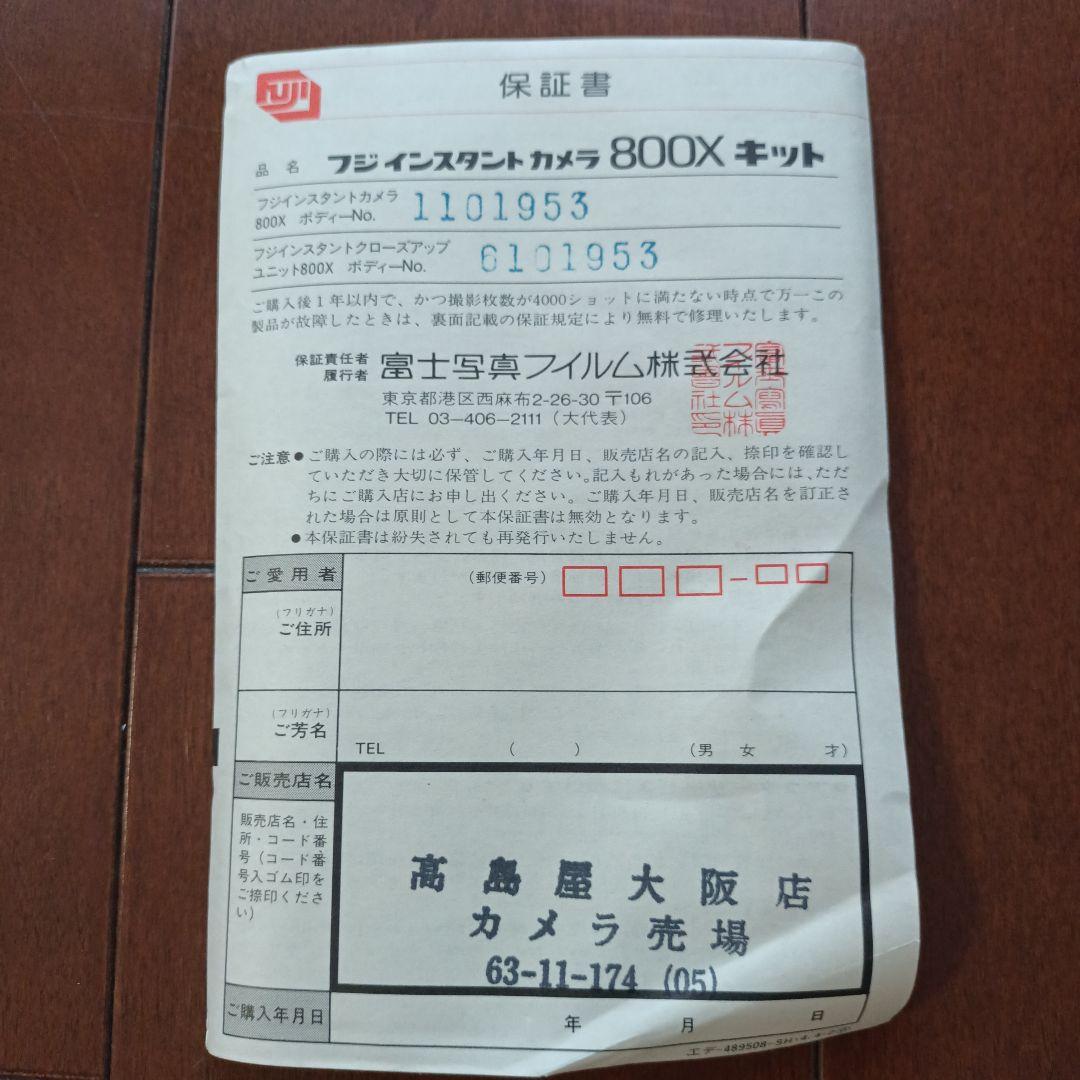 FUJI
保証書
品名 フジ インスタント カメラ 800X キット
フジインスタントカメラ
800X ボディーNo. 1101953
フジインスタントクローズアップ
ユニット800X ボディーNo. 6101953
ご購入後1年以内で、かつ撮影枚数が4000ショットに満たない時点で万一この
製品が故障したときは、裏面記載の保証規定により無料で修理いたします。
保証責任者
履行者
富士写真フイルム株式会社
東京都港区西麻布2-26-30 〒106
TEL 03-406-2111(大代表)
ご注意 ●ご購入の際には必ず、ご購入年月日、販売店名の記入、捺印を確認し
ていただき大切に保管してください。記入もれがあった場合には、ただ
ちにご購入店にお申し出ください。ご購入年月日、販売店名を訂正さ
れた場合は原則として本保証書は無効となります。
●本保証書は紛失されても再発行いたしません。
ご愛用者
(郵便番号)
(フリガナ)
ご住所
(フリガナ)
ご芳名
TEL ( ) (男 女 才)
ご販売店名
販売店名・住
所・コード番
号(コード番
号入ゴム印を
ご捺印くださ
い)
高島屋大阪店
カメラ売場
63-11-174 (05)
ご購入年月日
年 月 日